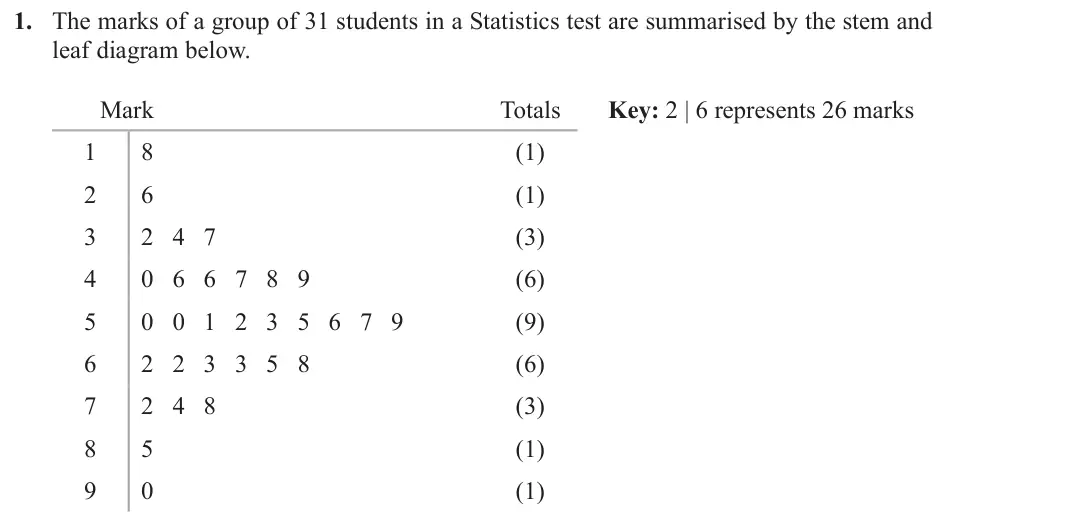 1. The marks of a group of 31 students in a Statistics test are summarised by the stem and
leaf diagram below.
Mark Totals Key: 2 | 6 represents 26 marks
1 8 (1)
2 6 (1)
3 2 4 7 (3)
4 0 6 6 7 8 9 (6)
5 0 0 1 2 3 5 6 7 9 (9)
6 2 2 3 3 5 8 (6)
7 2 4 8 (3)
8 5 (1)
9 0 (1)